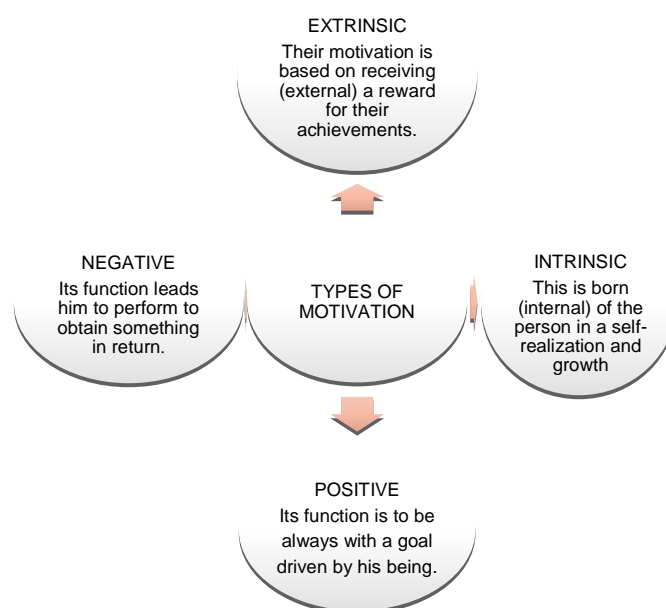 EXTRINSIC
Their motivation is
based on receiving
(external) a reward
for their
achievements.
NEGATIVE
Its function leads
him to perform to
obtain something
in return.
TYPES OF
MOTIVATION
INTRINSIC
This is born
(internal) of the
person in a self-
realization and
growth
POSITIVE
Its function is to be
always with a goal
driven by his being.